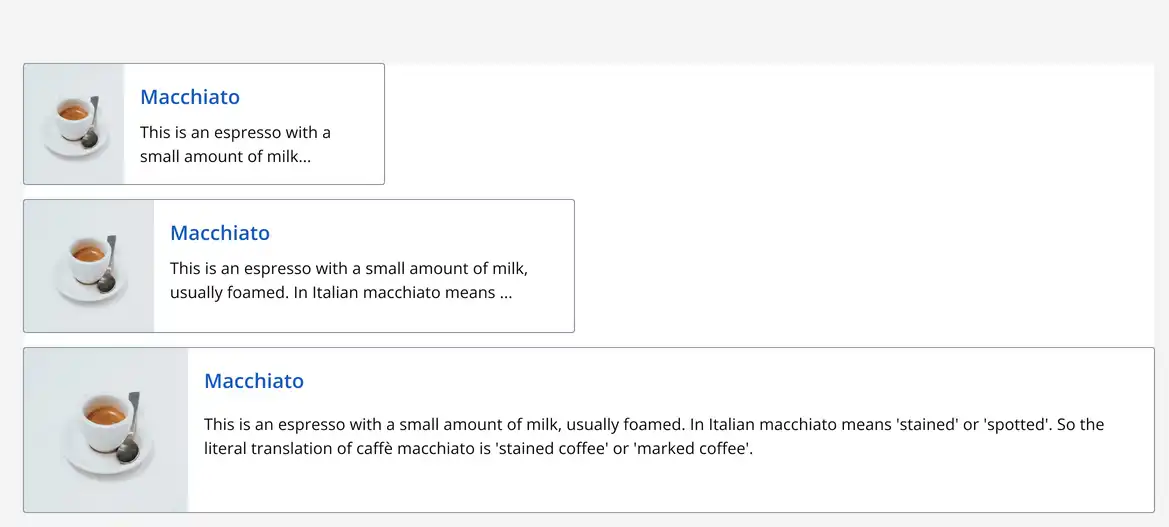 Macchiato
This is an espresso with a
small amount of milk...
Macchiato
This is an espresso with a small amount of milk,
usually foamed. In Italian macchiato means ...
Macchiato
This is an espresso with a small amount of milk, usually foamed. In Italian macchiato means 'stained' or 'spotted'. So the
literal translation of caffè macchiato is 'stained coffee' or 'marked coffee'.